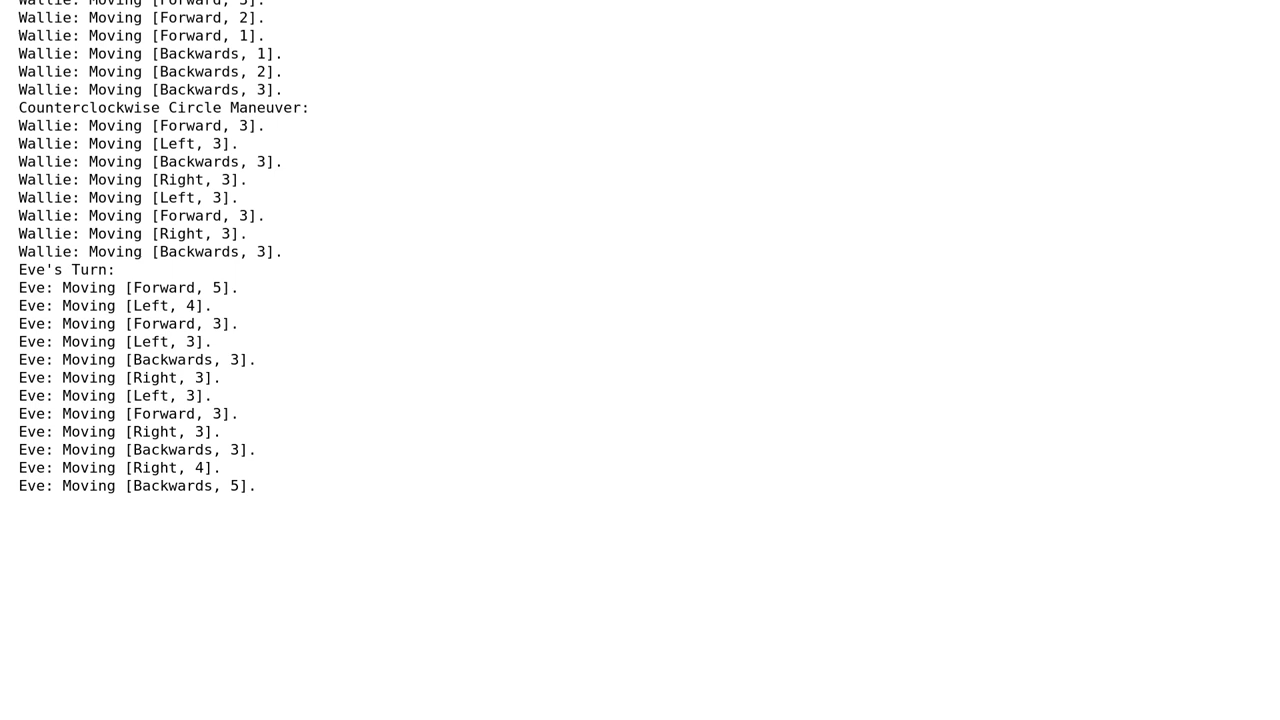 Wallie: Moving [Forward, 3].
Wallie: Moving [Forward, 2].
Wallie: Moving [Forward, 1].
Wallie: Moving [Backwards, 1].
Wallie: Moving [Backwards, 2].
Wallie: Moving [Backwards, 3].
Counterclockwise Circle Maneuver:
Wallie: Moving [Forward, 3].
Wallie: Moving [Left, 3].
Wallie: Moving [Backwards, 3].
Wallie: Moving [Right, 3].
Wallie: Moving [Left, 3].
Wallie: Moving [Forward, 3].
Wallie: Moving [Right, 3].
Wallie: Moving [Backwards, 3].
Eve's Turn:
Eve: Moving [Forward, 5].
Eve: Moving [Left, 4].
Eve: Moving [Forward, 3].
Eve: Moving [Left, 3].
Eve: Moving [Backwards, 3].
Eve: Moving [Right, 3].
Eve: Moving [Left, 3].
Eve: Moving [Forward, 3].
Eve: Moving [Right, 3].
Eve: Moving [Backwards, 3].
Eve: Moving [Right, 4].
Eve: Moving [Backwards, 5].